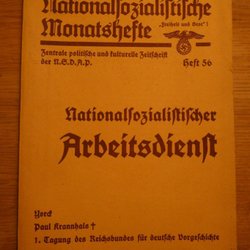 Nationalsozialistische
Monatshefte
„Freiheit und Brot"
Zentrale politische und kulturelle Zeitschrift
der N.S.D.A.P.
Heft 56
Nationalsozialistischer
Arbeitsdienst
Yorck
Paul Krannhals †
1. Tagung des Reichsbundes für deutsche Vorgeschichte